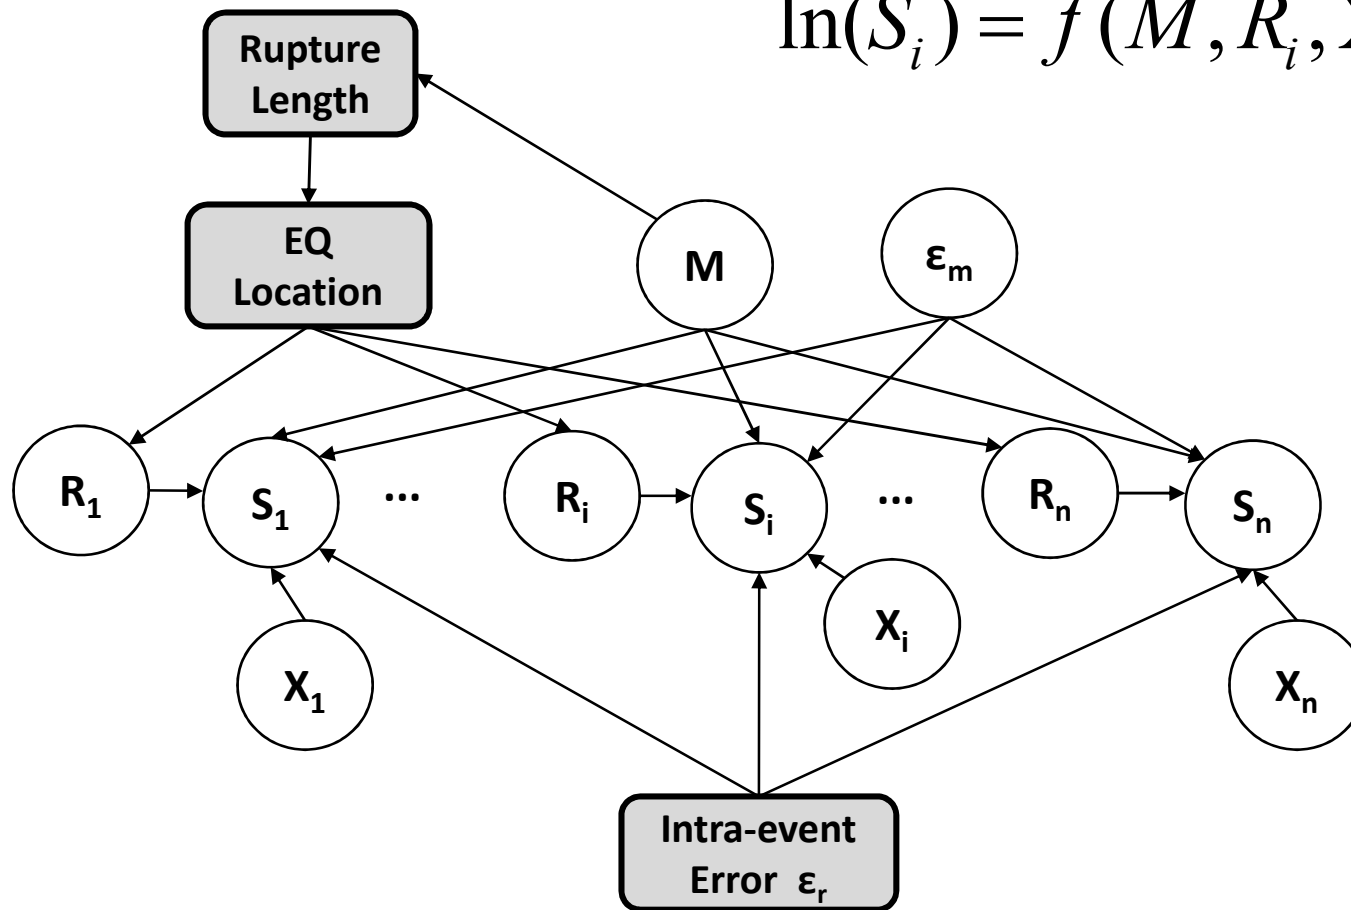 ln(S_i) = f(M, R_i, X
Rupture
Length
EQ
Location
M
ε_m
R_1
S_1
...
R_i
S_i
...
R_n
S_n
X_1
X_i
X_n
Intra-event
Error ε_r